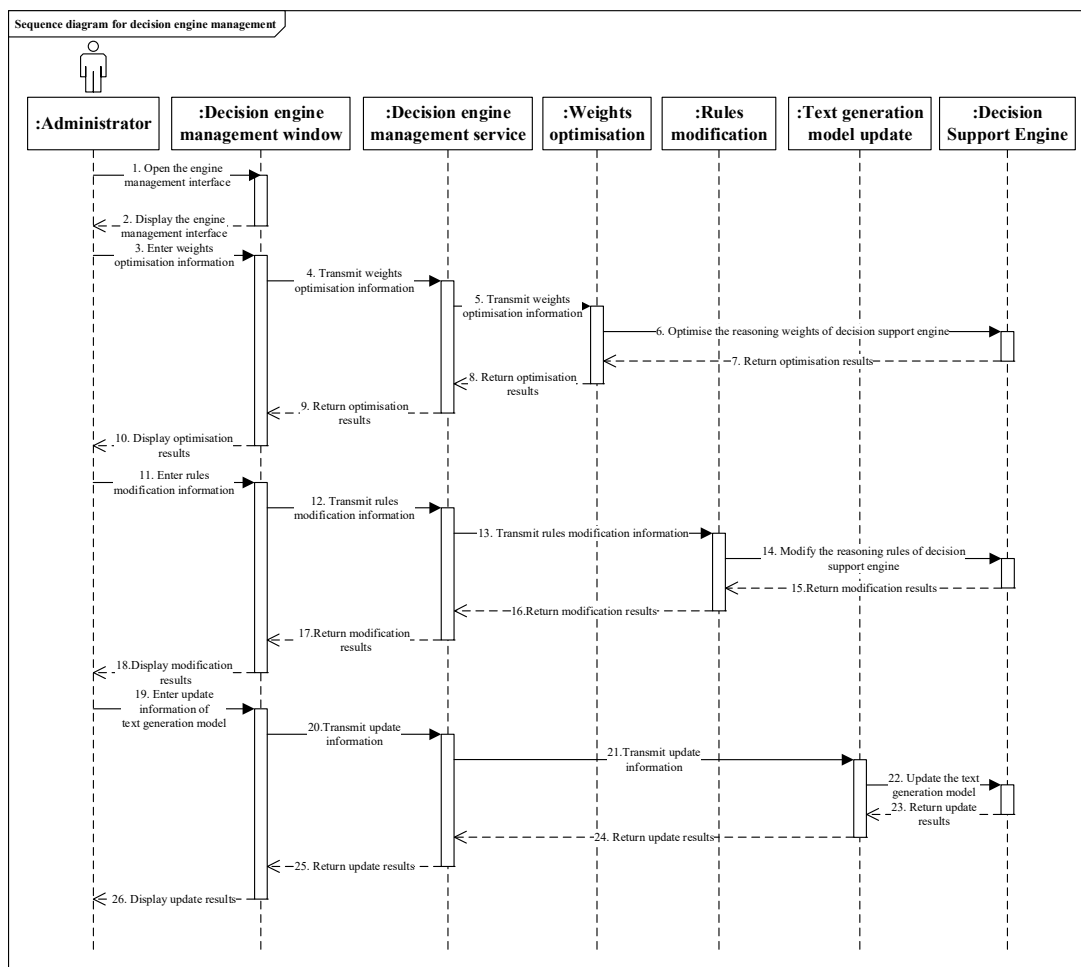 Sequence diagram for decision engine management
:Administrator
:Decision engine
management window
:Decision engine
management service
:Weights
optimisation
:Rules
modification
:Text generation
model update
:Decision
Support Engine
1. Open the engine
management interface
2. Display the engine
management interface
3. Enter weights
optimisation information
4. Transmit weights
optimisation information
5. Transmit weights
optimisation information
6. Optimise the reasoning weights of decision support engine
7. Return optimisation results
8. Return optimisation
results
9. Return optimisation
results
10. Display optimisation
results
11. Enter rules
modification information
12. Transmit rules
modification information
13. Transmit rules modification information
14. Modify the reasoning rules of decision
support engine
15.Return modification results
16.Return modification results
17.Return modification
results
18.Display modification
results
19. Enter update
information of
text generation model
20.Transmit update
information
21.Transmit update
information
22. Update the text
generation model
23. Return update
results
24. Return update results
25. Return update results
26. Display update results